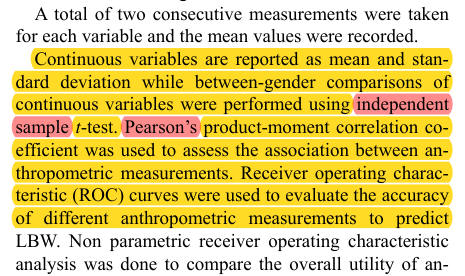 A total of two consecutive measurements were taken
for each variable and the mean values were recorded.
Continuous variables are reported as mean and stan-
dard deviation while between-gender comparisons of
continuous variables were performed using independent
sample t-test. Pearson's product-moment correlation co-
efficient was used to assess the association between an-
thropometric measurements. Receiver operating charac-
teristic (ROC) curves were used to evaluate the accuracy
of different anthropometric measurements to predict
LBW. Non parametric receiver operating characteristic
analysis was done to compare the overall utility of an-